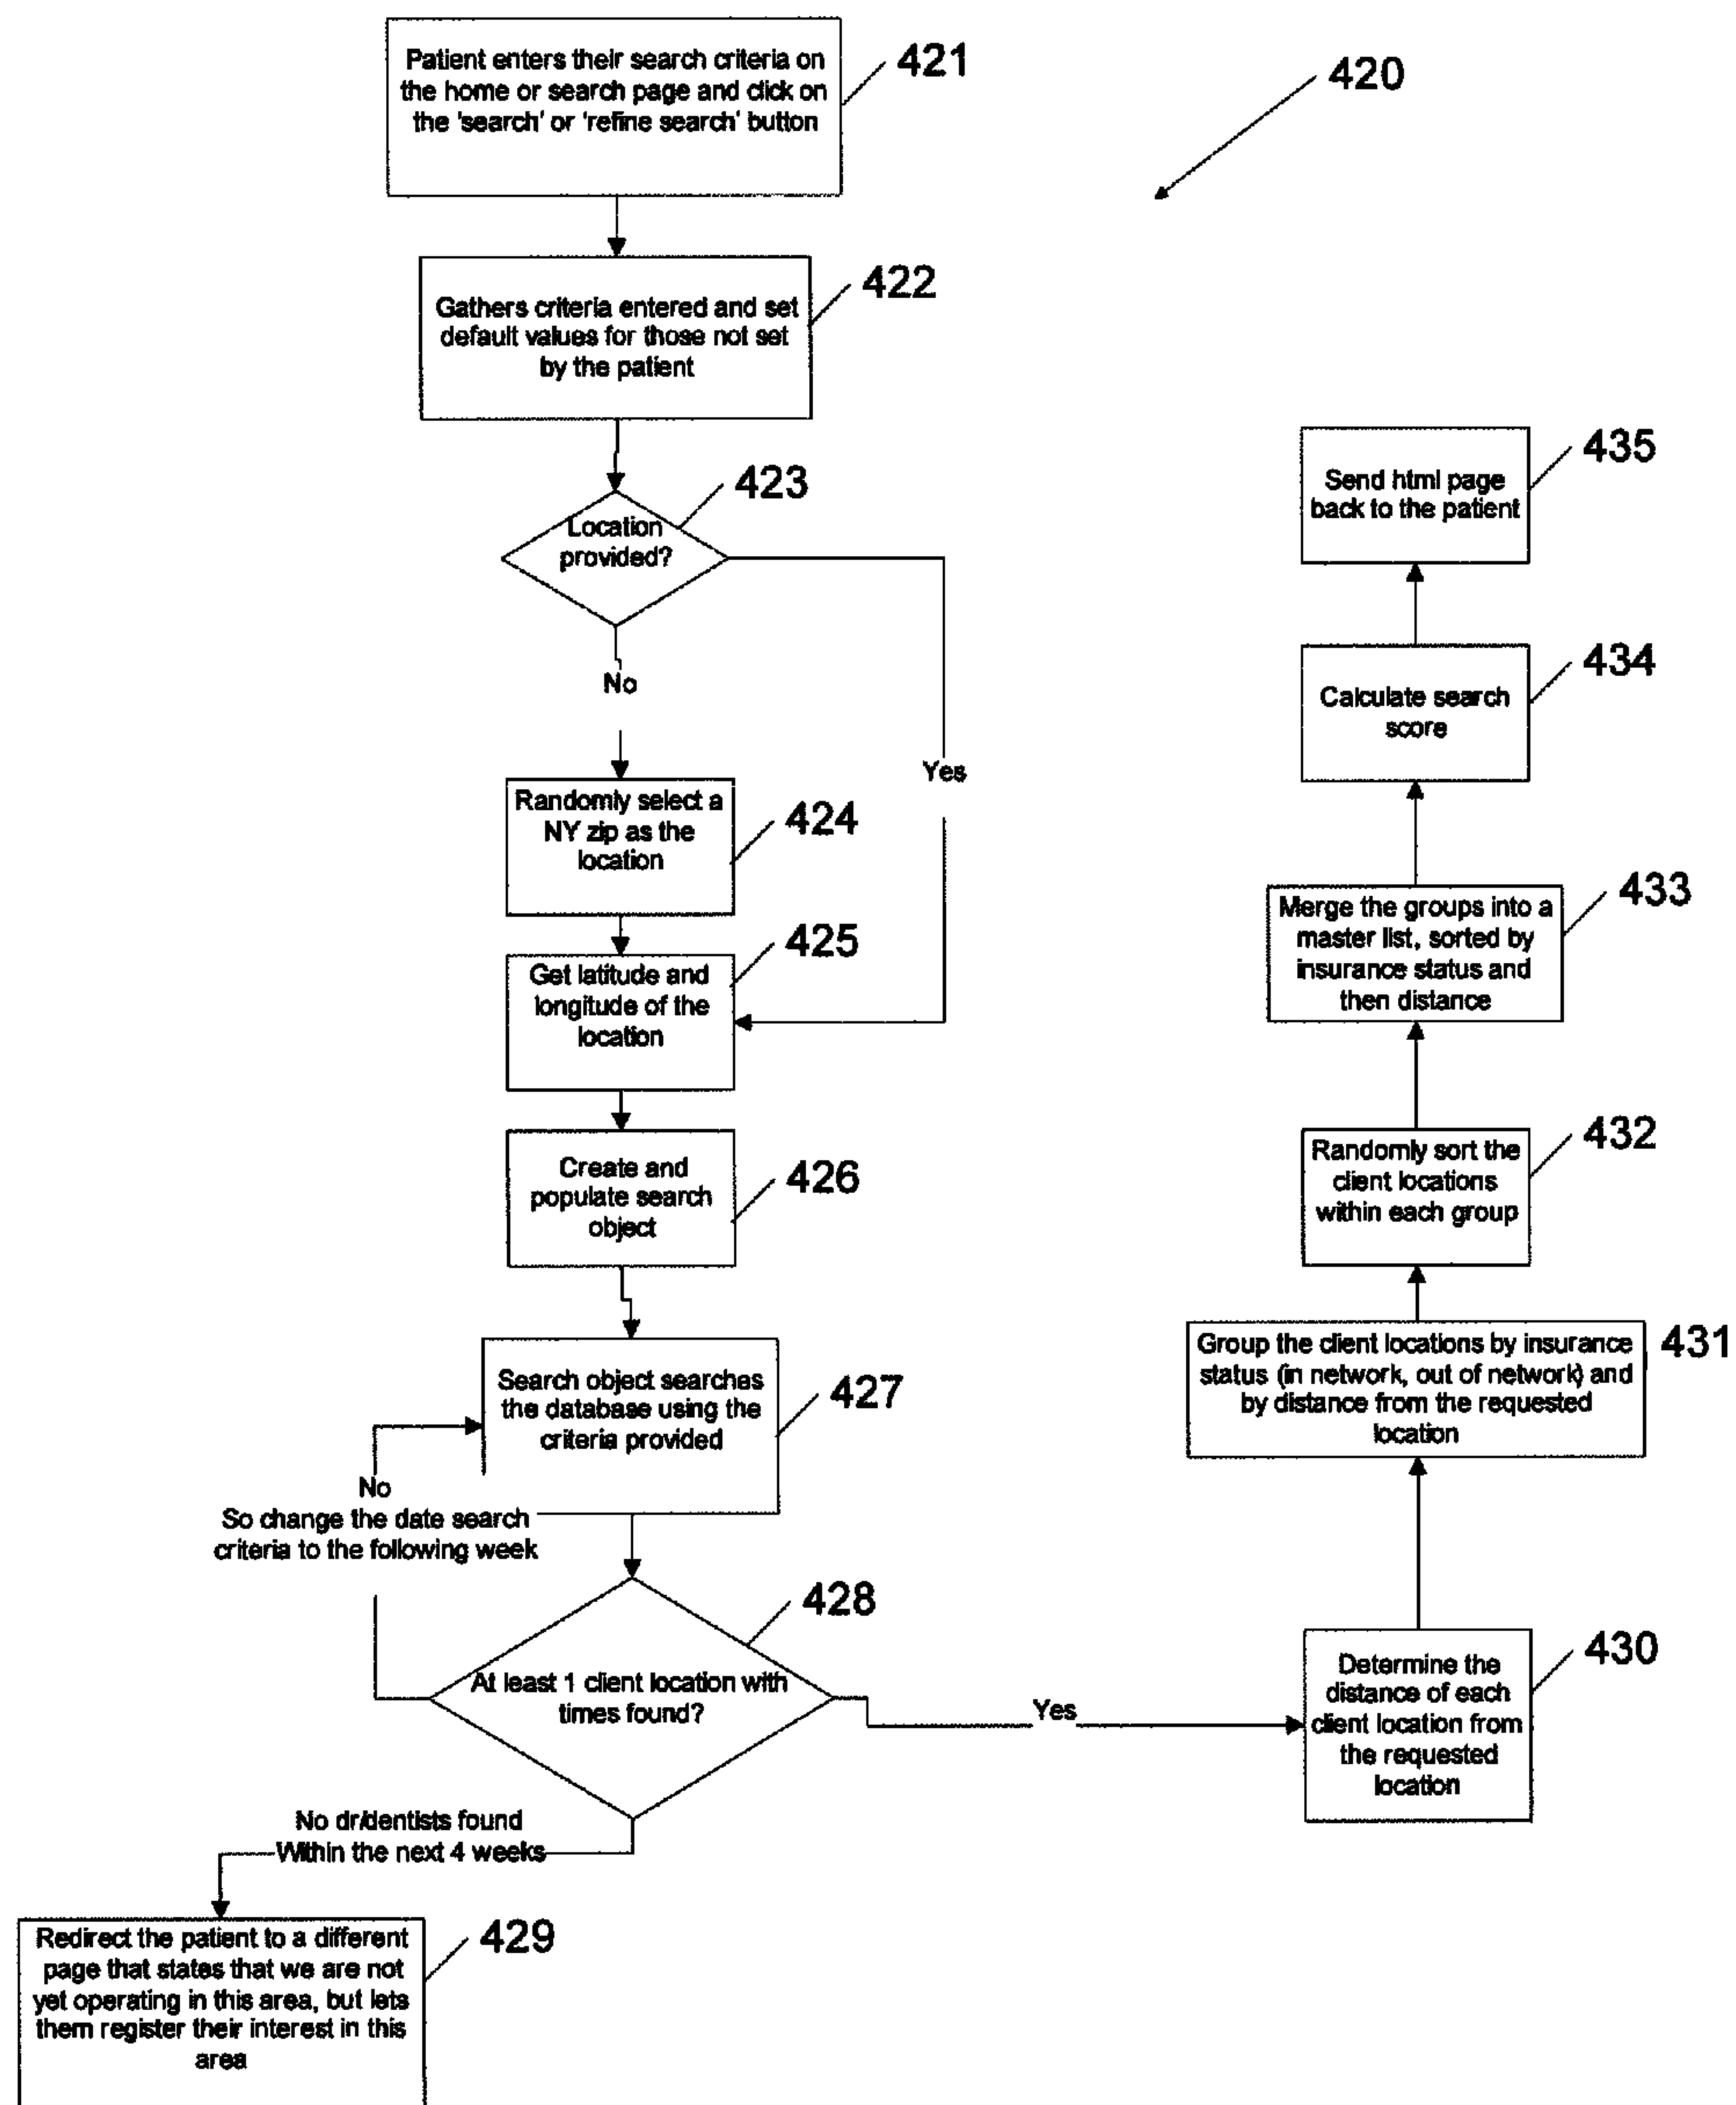 Patient enters their search criteria on
the home or search page and click on
the 'search' or 'refine search' button
421
420
Gathers criteria entered and set
default values for those not set
by the patient
422
Location
provided?
423
No
Yes
Randomly select a
NY zip as the
location
424
Get latitude and
longitude of the
location
425
Create and
populate search
object
426
Search object searches
the database using the
criteria provided
427
No
So change the date search
criteria to the following week
At least 1 client location with
times found?
428
Yes
No dr/dentists found
Within the next 4 weeks
Redirect the patient to a different
page that states that we are not
yet operating in this area, but lets
them register their interest in this
area
429
Determine the
distance of each
client location from
the requested
location
430
Group the client locations by insurance
status (in network, out of network) and
by distance from the requested
location
431
Randomly sort the
client locations
within each group
432
Merge the groups into a
master list, sorted by
insurance status and
then distance
433
Calculate search
score
434
Send html page
back to the patient
435